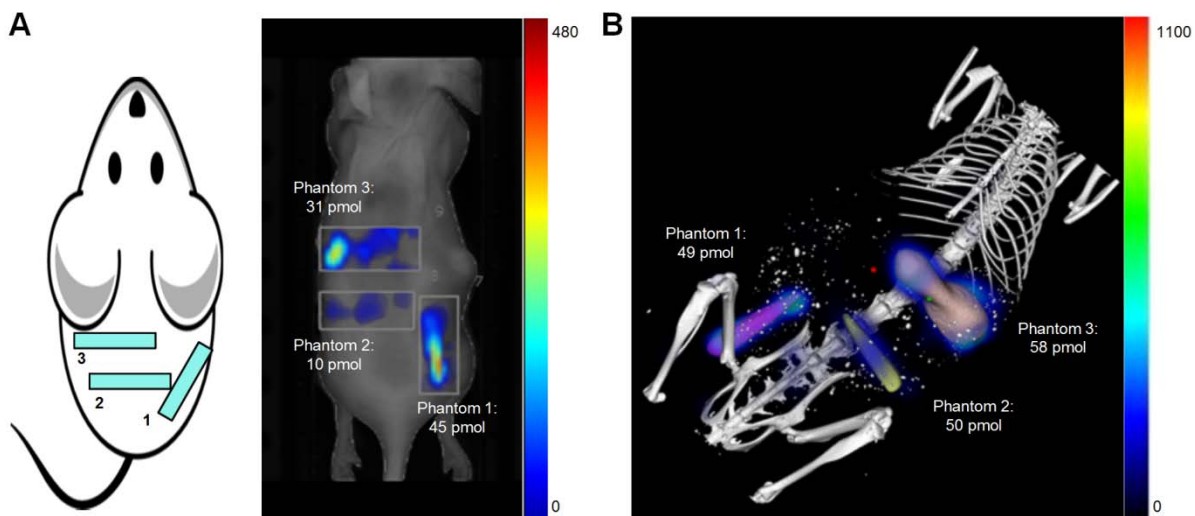 A
3
2
1
Phantom 3:
31 pmol
Phantom 2:
10 pmol
Phantom 1:
45 pmol
480
0
B
Phantom 1:
49 pmol
Phantom 3:
58 pmol
Phantom 2:
50 pmol
1100
0